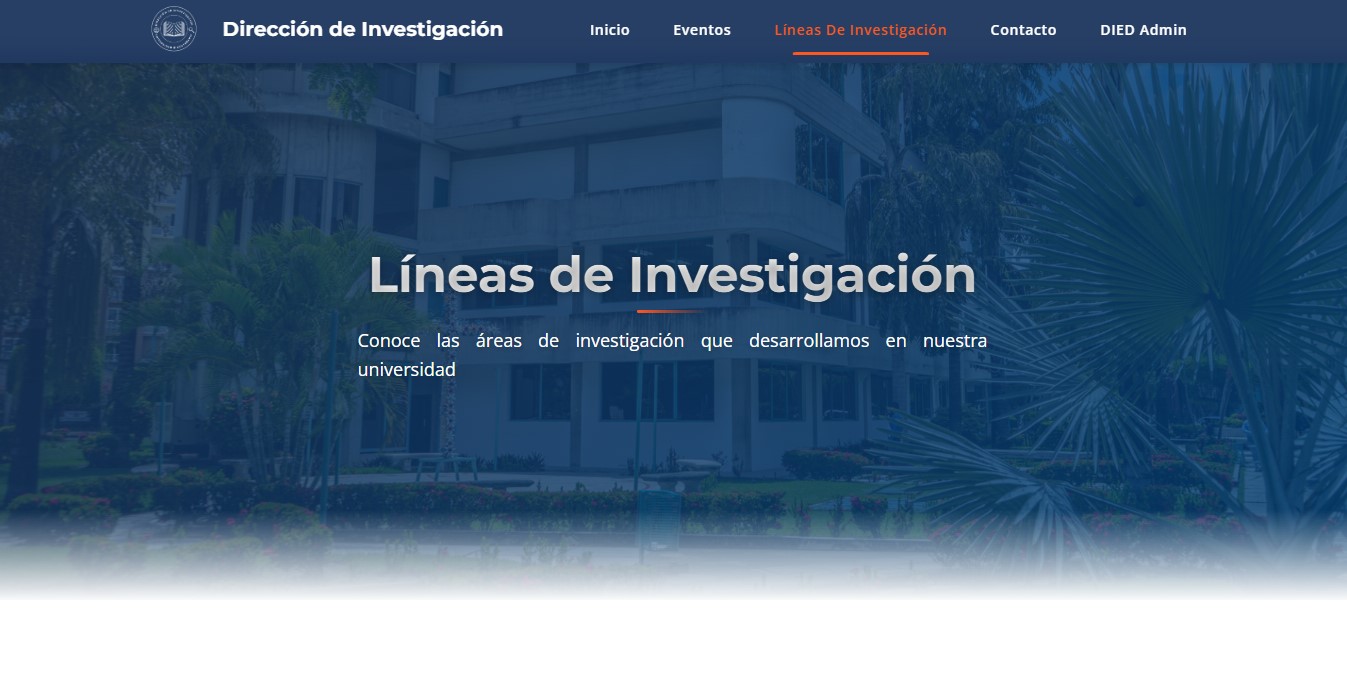 Dirección de Investigación
Inicio
Eventos
Líneas De Investigación
Contacto
DIED Admin
Líneas de Investigación
Conoce las áreas de investigación que desarrollamos en nuestra
universidad